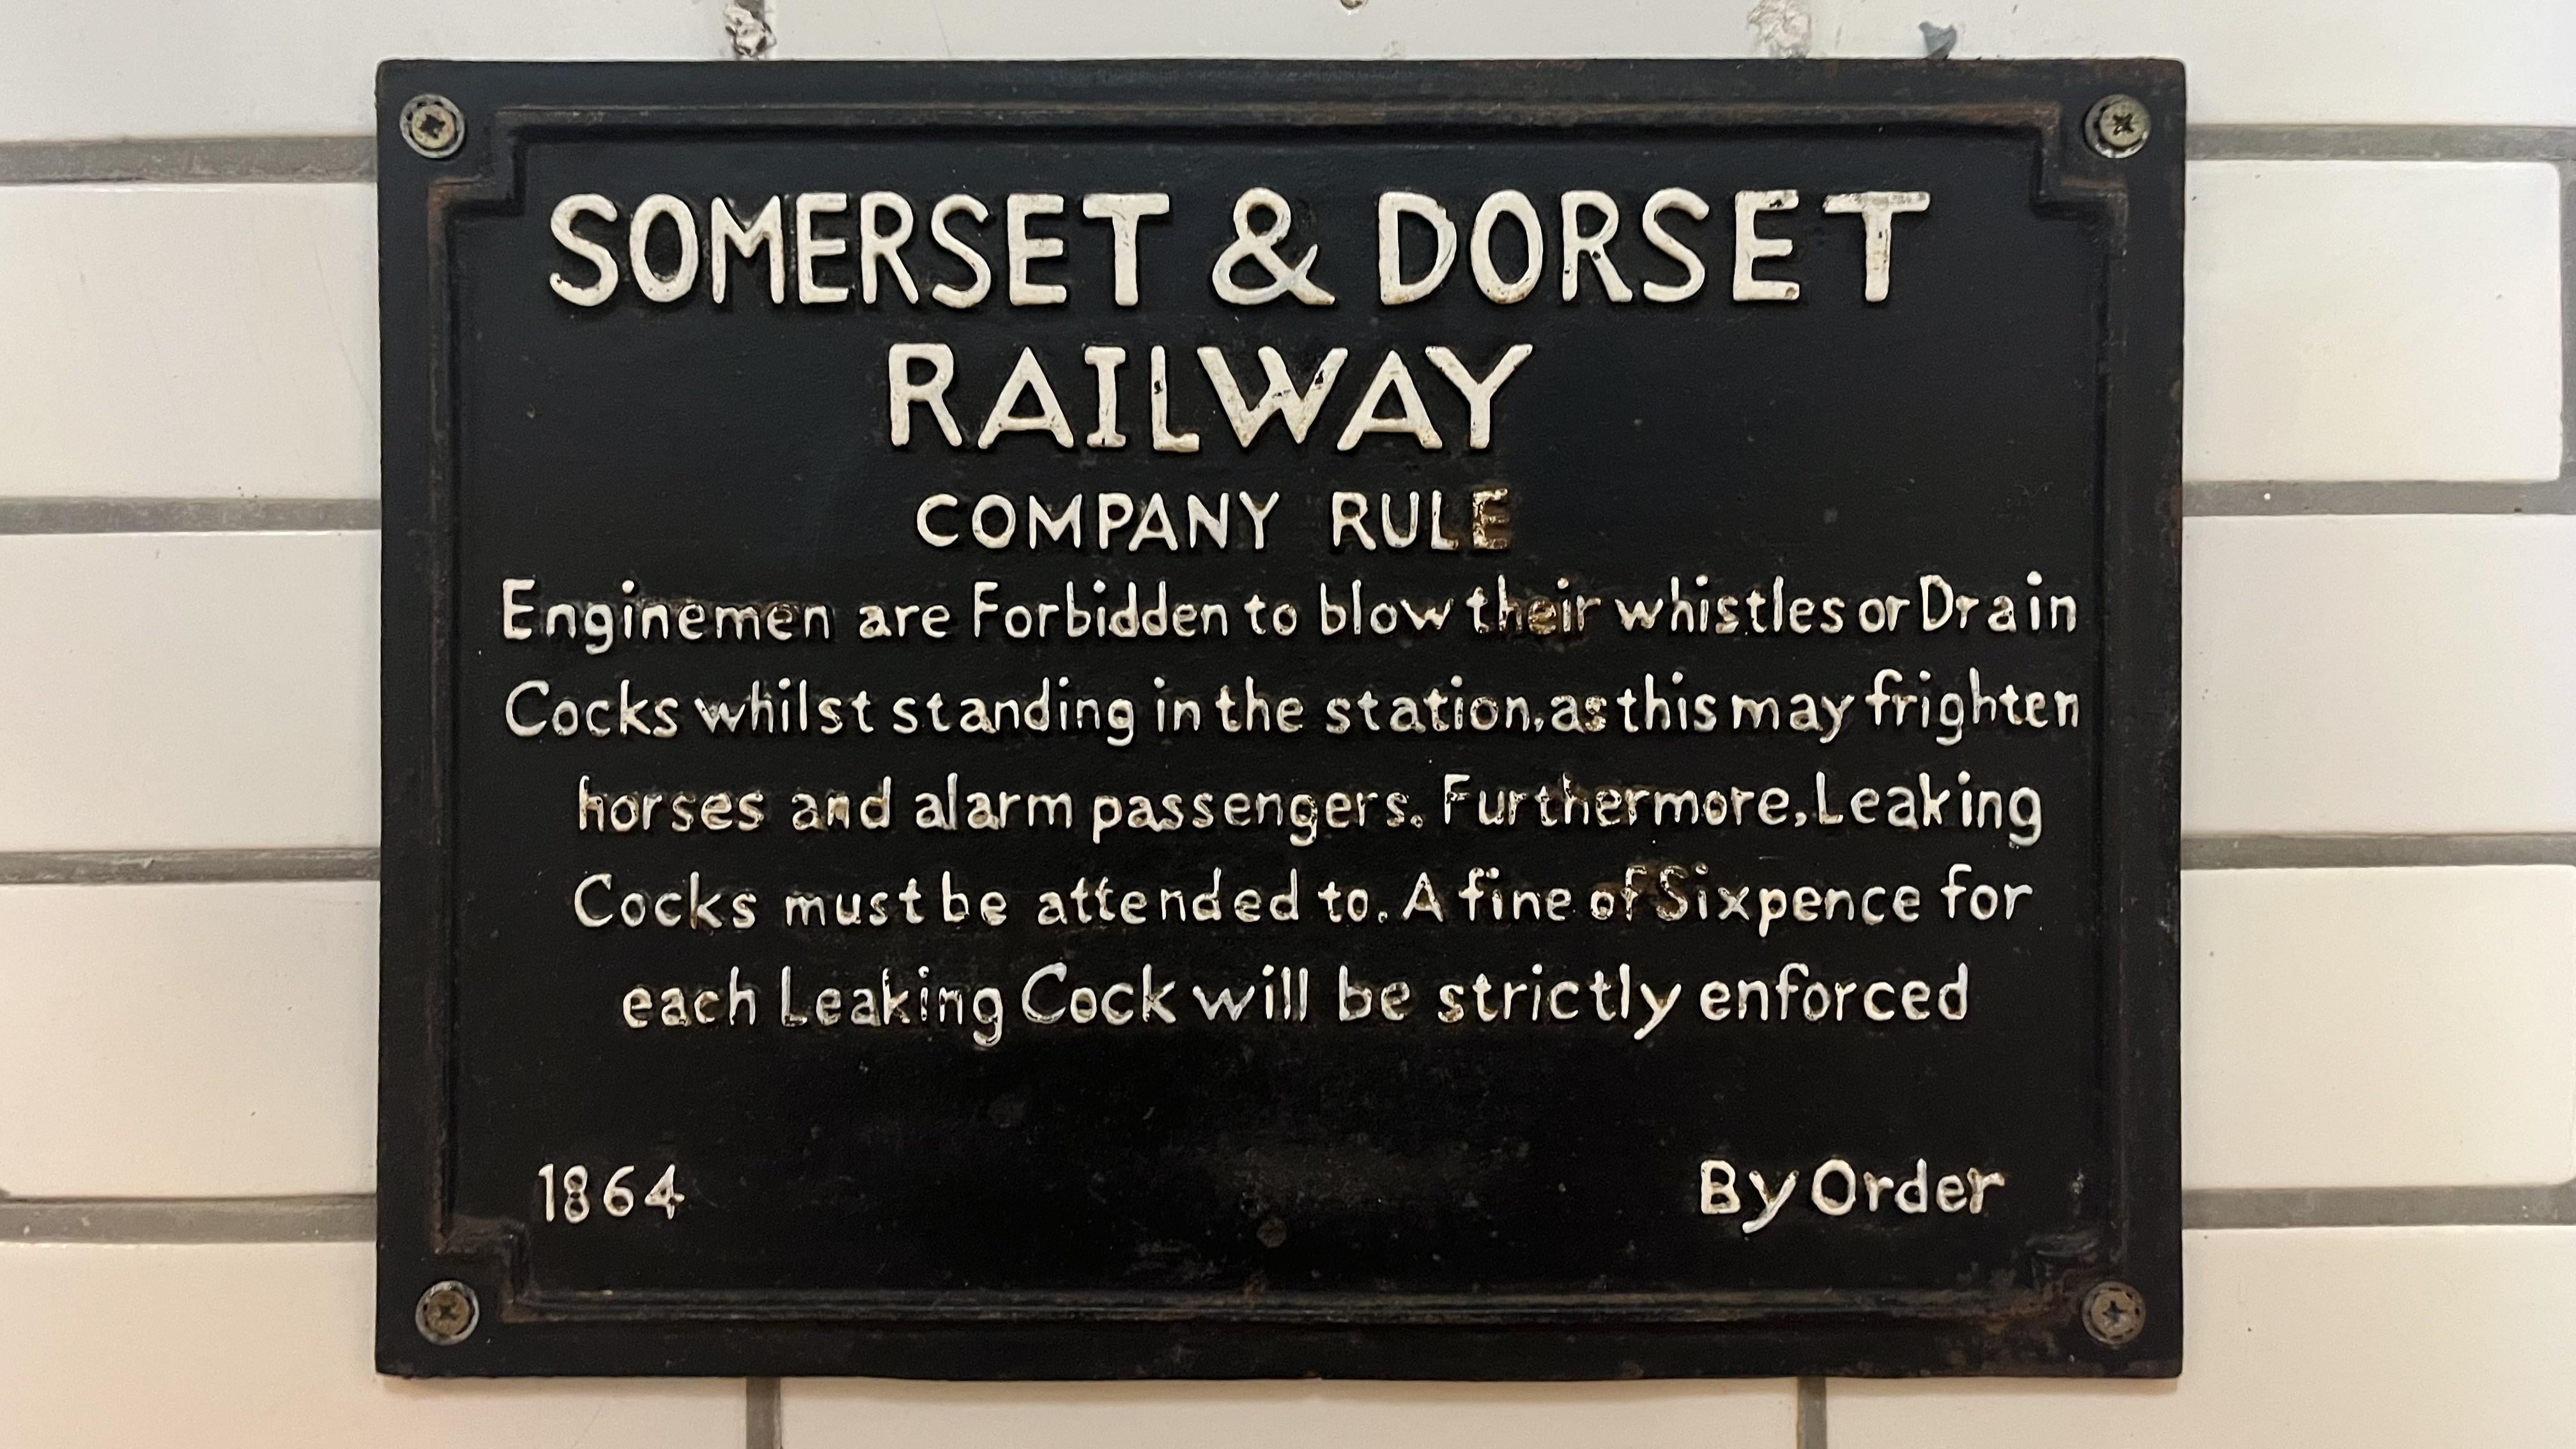 SOMERSET & DORSET
RAILWAY
COMPANY RULE
Enginemen are Forbidden to blow their whistles or Drain
Cocks whilst standing in the station, as this may frighten
horses and alarm passengers. Furthermore, Leaking
Cocks must be attended to. A fine of Sixpence for
each Leaking Cock will be strictly enforced
1864 By Order